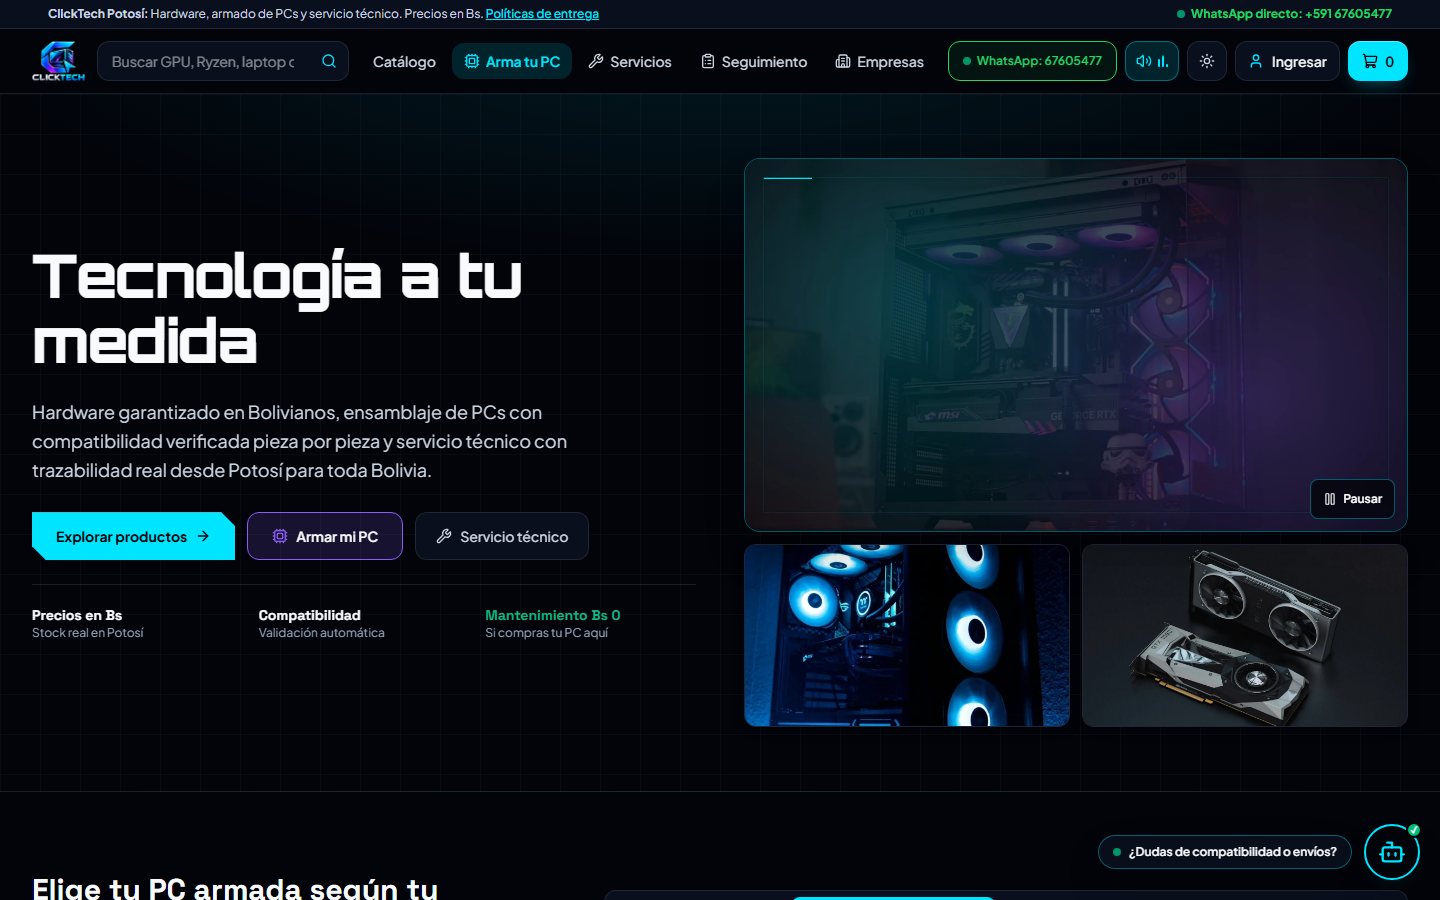 ClickTech Potosí: Hardware, armado de PCs y servicio técnico. Precios en Bs. Políticas de entrega
WhatsApp directo: +591 67605477
CLICKTECH
Buscar GPU, Ryzen, laptop o
Catálogo
Arma tu PC
Servicios
Seguimiento
Empresas
WhatsApp: 67605477
Ingresar
0
Tecnología a tu
medida
Hardware garantizado en Bolivianos, ensamblaje de PCs con
compatibilidad verificada pieza por pieza y servicio técnico con
trazabilidad real desde Potosí para toda Bolivia.
Explorar productos
Armar mi PC
Servicio técnico
Precios en Bs
Stock real en Potosí
Compatibilidad
Validación automática
Mantenimiento Bs 0
Si compras tu PC aquí
msi
GEFORCE RTX
Pausar
¿Dudas de compatibilidad o envíos?
Elige tu PC armada según tu